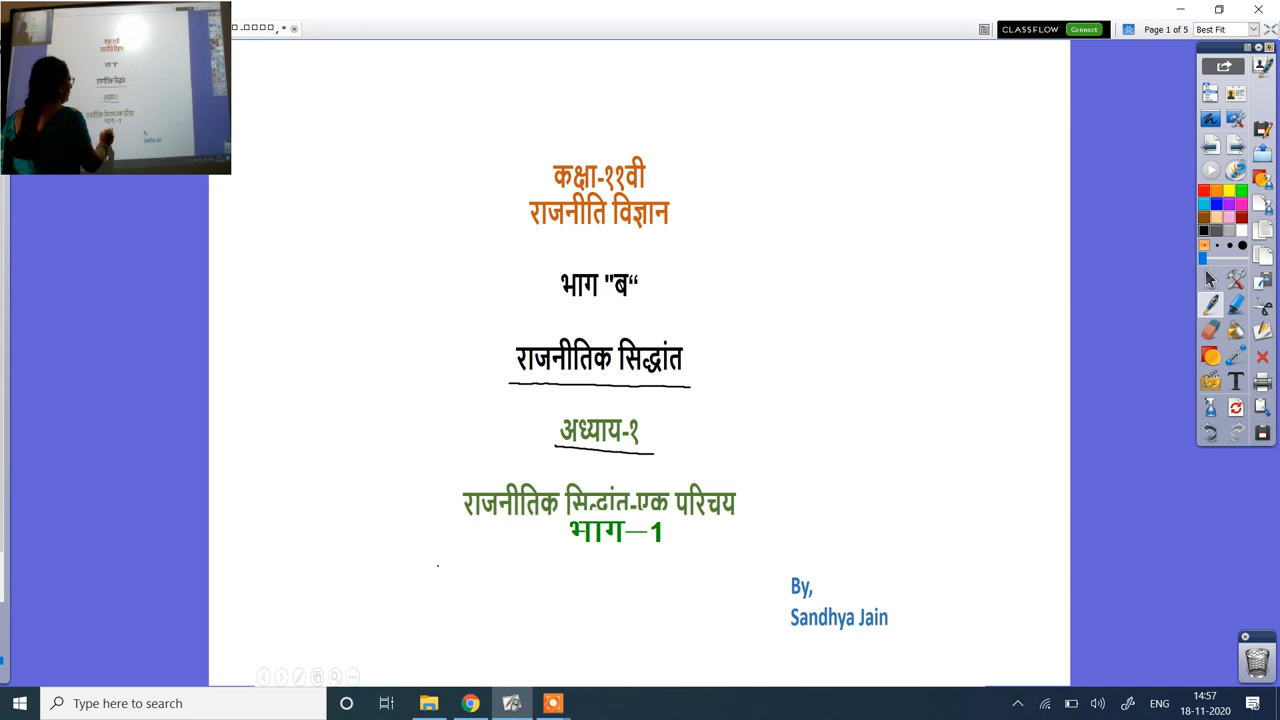 CLASSFLOW Connect
Page 1 of 5
Best Fit
कक्षा-११वी
राजनीति विज्ञान
भाग "ब“
राजनीतिक सिद्धांत
अध्याय-१
राजनीतिक सिद्धांत-एक परिचय
भाग–1
By,
Sandhya Jain
Type here to search
ENG
14:57
18-11-2020